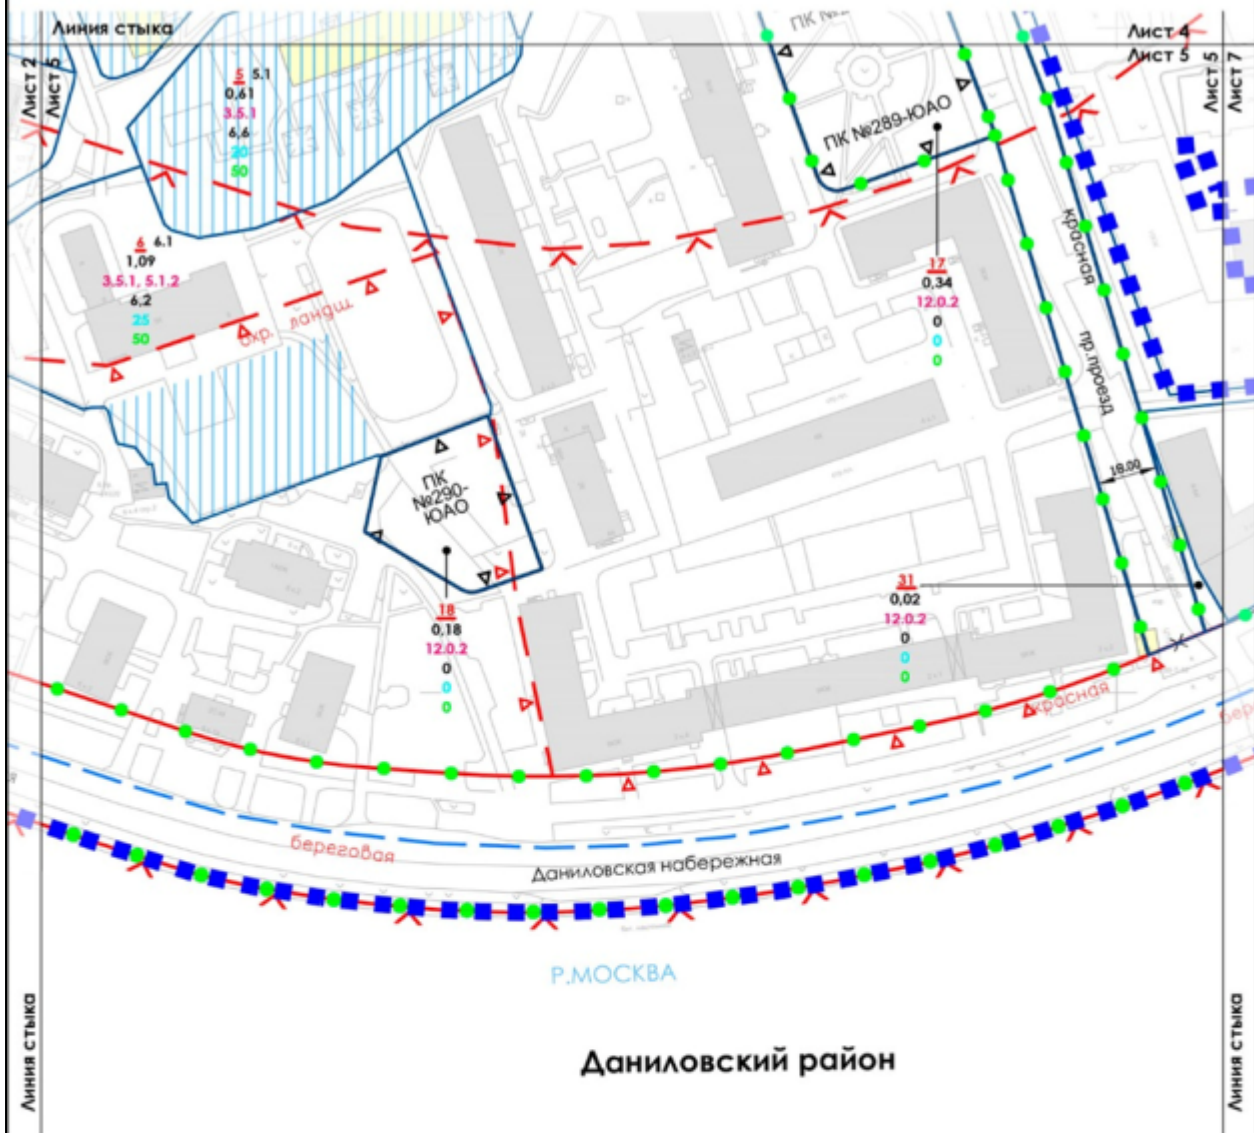 Линия стыка
Лист 4
Лист 5
Лист 2
Лист 5
Лист 5
Лист 7
5 5.1
0,61
3.5.1
6,6
20
50
ПК №289-ЮАО
6 6.1
1,09
3.5.1, 5.1.2
6,2
25
50
охр. ландш.
17
0,34
12.0.2
0
0
0
красная
пр.проезд
18.00
ПК
№290-
ЮАО
18
0,18
12.0.2
0
0
0
31
0,02
12.0.2
0
0
0
красная
береговая
Даниловская набережная
Р.МОСКВА
Даниловский район
Линия стыка
Линия стыка